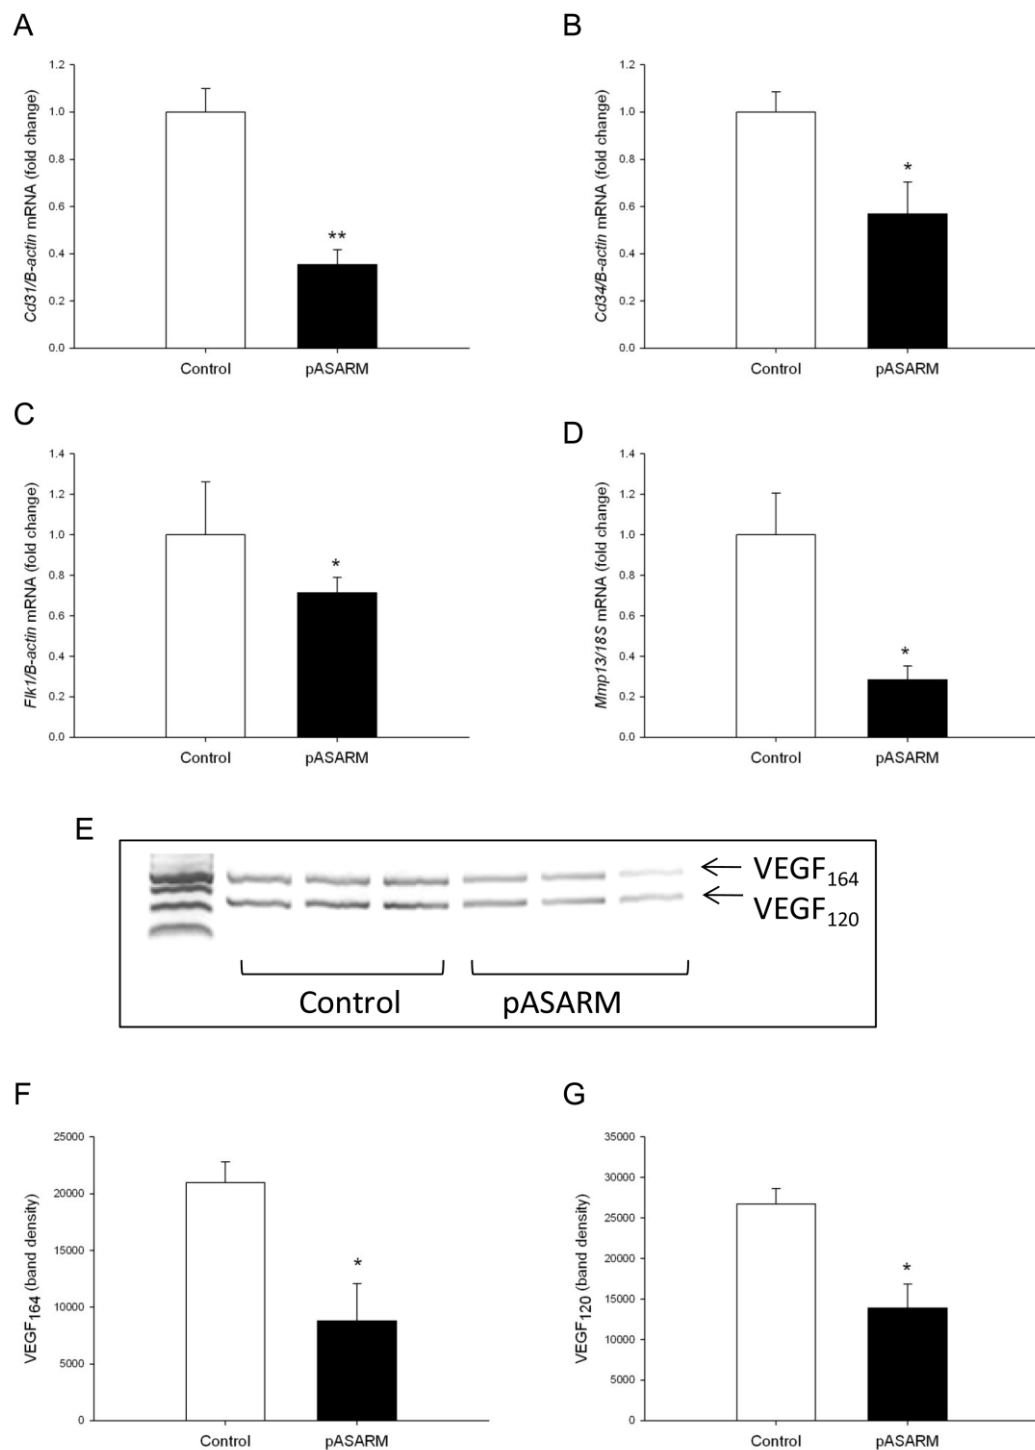 A
Cd31/B-actin mRNA (fold change)
1.2
1.0
0.8
0.6
0.4
0.2
0.0
**
Control
pASARM
B
Cd34/B-actin mRNA (fold change)
1.2
1.0
0.8
0.6
0.4
0.2
0.0
*
Control
pASARM
C
Flk1/B-actin mRNA (fold change)
1.4
1.2
1.0
0.8
0.6
0.4
0.2
0.0
*
Control
pASARM
D
Mmp13/18S mRNA (fold change)
1.4
1.2
1.0
0.8
0.6
0.4
0.2
0.0
*
Control
pASARM
E
VEGF164
VEGF120
Control
pASARM
F
VEGF164 (band density)
25000
20000
15000
10000
5000
0
*
Control
pASARM
G
VEGF120 (band density)
35000
30000
25000
20000
15000
10000
5000
0
*
Control
pASARM